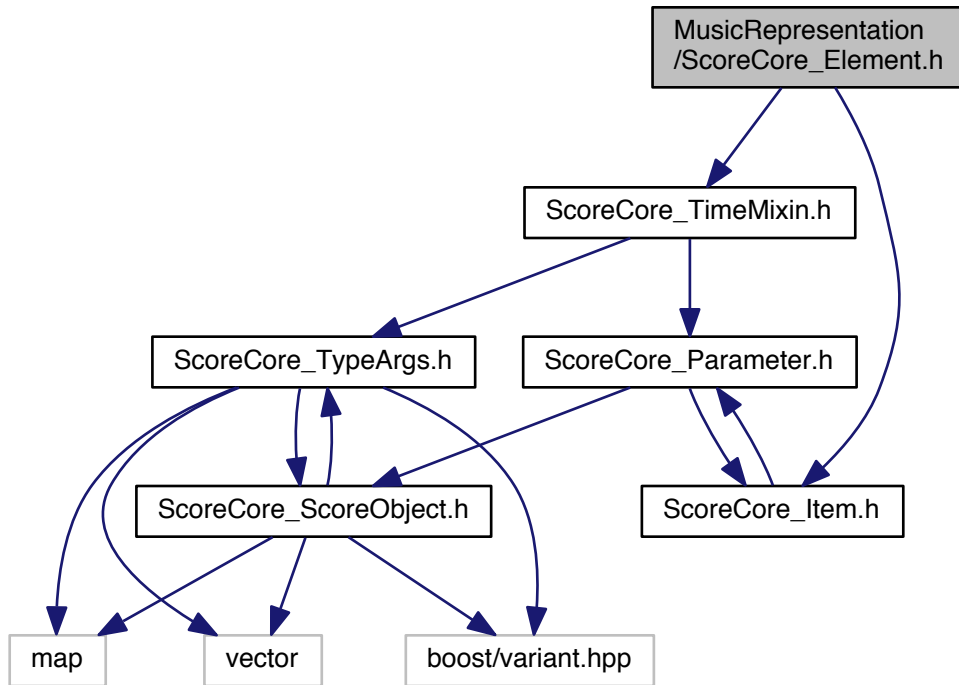 MusicRepresentation
/ScoreCore_Element.h
ScoreCore_TimeMixin.h
ScoreCore_TypeArgs.h
ScoreCore_Parameter.h
ScoreCore_ScoreObject.h
ScoreCore_Item.h
map
vector
boost/variant.hpp